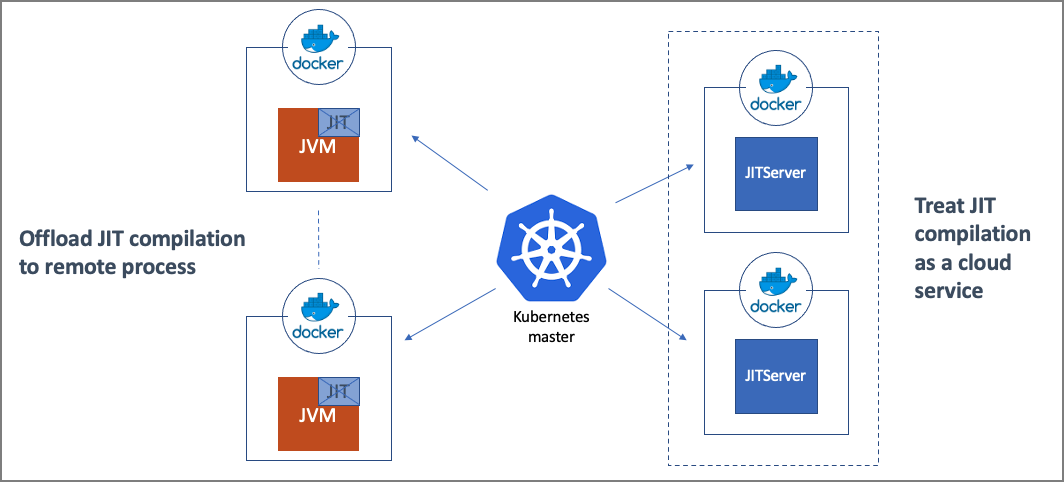 docker
JIT
JVM
Offload JIT compilation
to remote process
docker
JIT
JVM
Kubernetes
master
docker
JITServer
docker
JITServer
Treat JIT
compilation
as a cloud
service